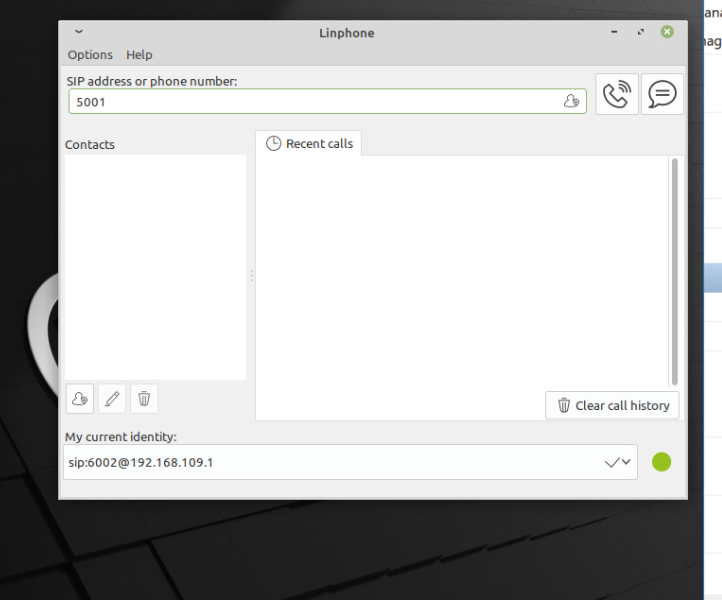 Linphone
Options Help
SIP address or phone number:
5001
Contacts
Recent calls
Clear call history
My current identity:
sip:6002@192.168.109.1